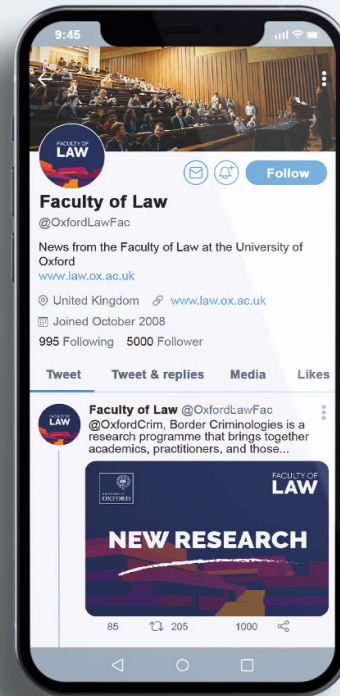 9:45
FACULTY OF
LAW
Follow
Faculty of Law
@OxfordLawFac
News from the Faculty of Law at the University of
Oxford
www.law.ox.ac.uk
United Kingdom www.law.ox.ac.uk
Joined October 2008
995 Following 5000 Follower
Tweet Tweet & replies Media Likes
FACULTY OF
LAW
Faculty of Law @OxfordLawFac
@OxfordCrim, Border Criminologies is a
research programme that brings together
academics, practitioners, and those...
UNIVERSITY OF
OXFORD
FACULTY OF
LAW
NEW RESEARCH
85 205 1000